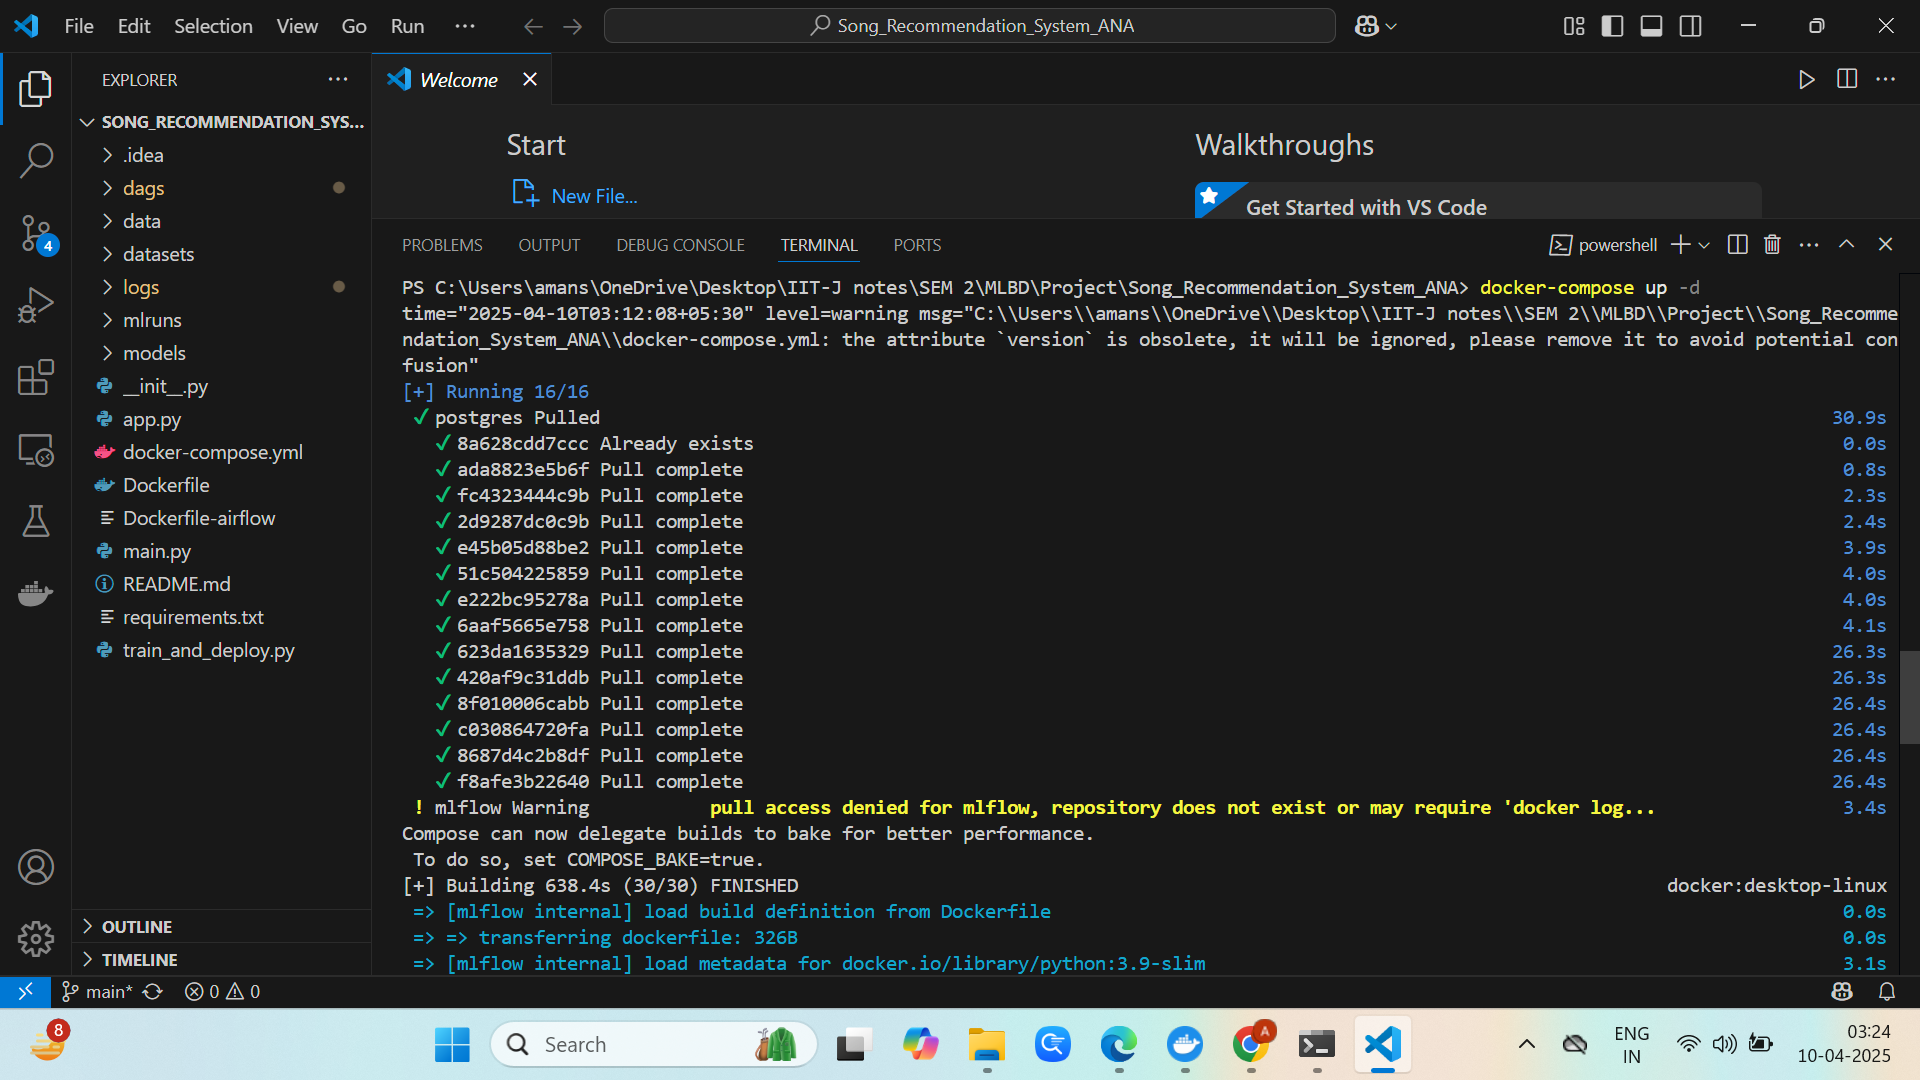 File Edit Selection View Go Run ···
Song_Recommendation_System_ANA
EXPLORER
SONG_RECOMMENDATION_SYS...
.idea
dags
data
datasets
logs
mlruns
models
__init__.py
app.py
docker-compose.yml
Dockerfile
Dockerfile-airflow
main.py
README.md
requirements.txt
train_and_deploy.py
OUTLINE
TIMELINE
4
Welcome
Start
New File...
Walkthroughs
Get Started with VS Code
PROBLEMS OUTPUT DEBUG CONSOLE TERMINAL PORTS
powershell
PS C:\Users\amans\OneDrive\Desktop\IIT-J notes\SEM 2\MLBD\Project\Song_Recommendation_System_ANA> docker-compose up -d
time="2025-04-10T03:12:08+05:30" level=warning msg="C:\\Users\\amans\\OneDrive\\Desktop\\IIT-J notes\\SEM 2\\MLBD\\Project\\Song_Recomme
ndation_System_ANA\\docker-compose.yml: the attribute `version` is obsolete, it will be ignored, please remove it to avoid potential con
fusion"
[+] Running 16/16
✓ postgres Pulled 30.9s
✓ 8a628cdd7ccc Already exists 0.0s
✓ ada8823e5b6f Pull complete 0.8s
✓ fc4323444c9b Pull complete 2.3s
✓ 2d9287dc0c9b Pull complete 2.4s
✓ e45b05d88be2 Pull complete 3.9s
✓ 51c504225859 Pull complete 4.0s
✓ e222bc95278a Pull complete 4.0s
✓ 6aaf5665e758 Pull complete 4.1s
✓ 623da1635329 Pull complete 26.3s
✓ 420af9c31ddb Pull complete 26.3s
✓ 8f010006cabb Pull complete 26.4s
✓ c030864720fa Pull complete 26.4s
✓ 8687d4c2b8df Pull complete 26.4s
✓ f8afe3b22640 Pull complete 26.4s
! mlflow Warning pull access denied for mlflow, repository does not exist or may require 'docker log... 3.4s
Compose can now delegate builds to bake for better performance.
To do so, set COMPOSE_BAKE=true.
[+] Building 638.4s (30/30) FINISHED docker:desktop-linux
=> [mlflow internal] load build definition from Dockerfile 0.0s
=> => transferring dockerfile: 326B 0.0s
=> [mlflow internal] load metadata for docker.io/library/python:3.9-slim 3.1s
main* 0 0
8
Search
A
ENG
IN
03:24
10-04-2025